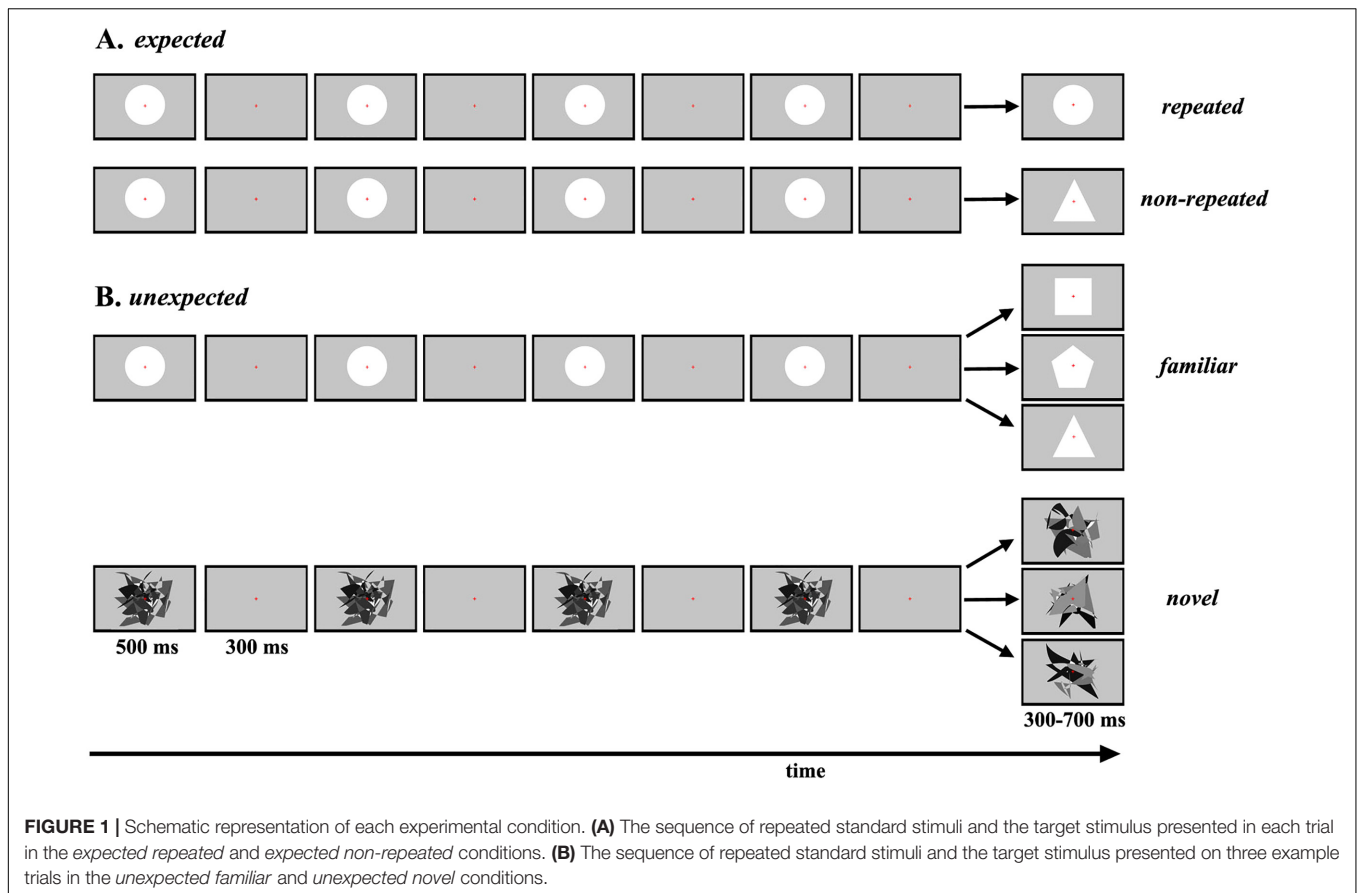 A. expected
repeated
non-repeated
B. unexpected
familiar
novel
500 ms 300 ms
300-700 ms
time
FIGURE 1 | Schematic representation of each experimental condition. (A) The sequence of repeated standard stimuli and the target stimulus presented in each trial
in the expected repeated and expected non-repeated conditions. (B) The sequence of repeated standard stimuli and the target stimulus presented on three example
trials in the unexpected familiar and unexpected novel conditions.